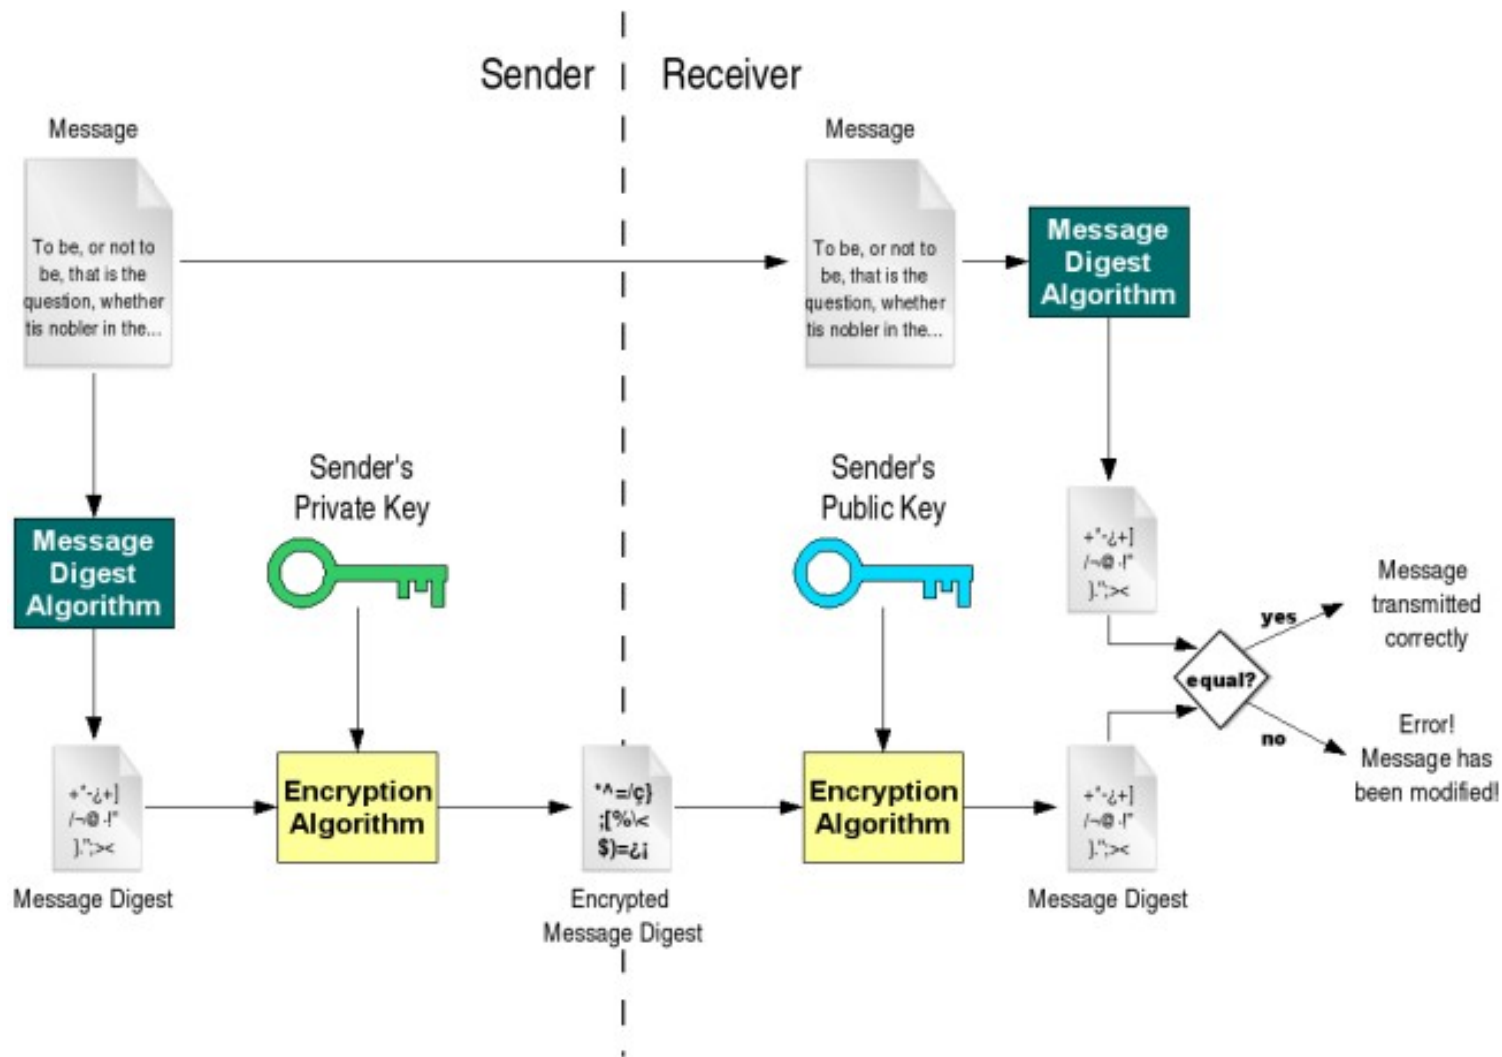 Sender
Receiver
Message
To be, or not to
be, that is the
question, whether
tis nobler in the...
Message
To be, or not to
be, that is the
question, whether
tis nobler in the...
Message
Digest
Algorithm
Sender's
Private Key
Sender's
Public Key
Message
Digest
Algorithm
+*-¿+]
/¬@ -!"
).";><
yes
Message
transmitted
correctly
equal?
no
Error!
Message has
been modified!
+*-¿+]
/¬@ -!"
).";><
Message Digest
Encryption
Algorithm
*^=/ç}
;[%\<
$)=¿¡
Encrypted
Message Digest
Encryption
Algorithm
+*-¿+]
/¬@ -!"
).";><
Message Digest